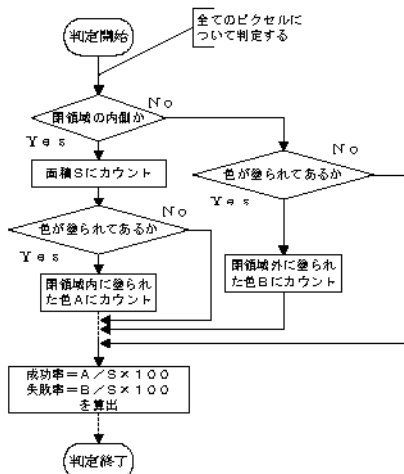 全てのピクセルに
ついて判定する
判定開始
閉領域の内側か
No
Yes
面積Sにカウント
色が塗られてあるか
No
Yes
色が塗られてあるか
No
Yes
閉領域内に塗られ
た色Aにカウント
閉領域外に塗られ
た色Bにカウント
成功率=A/S×100
失敗率=B/S×100
を算出
判定終了